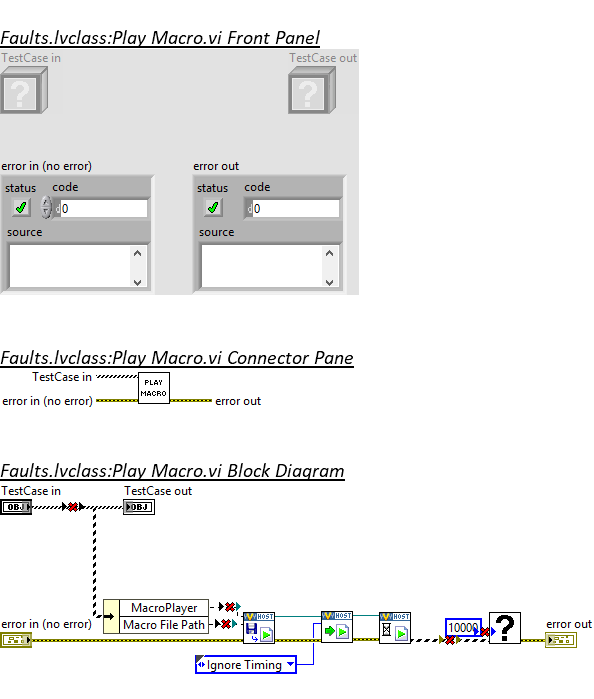 Faults.lvclass:Play Macro.vi Front Panel
TestCase in
TestCase out
?
?
error in (no error)
error out
status
code
status
code
d 0
d 0
source
source
Faults.lvclass:Play Macro.vi Connector Pane
TestCase in
PLAY
MACRO
error in (no error)
error out
Faults.lvclass:Play Macro.vi Block Diagram
TestCase in
TestCase out
OBJ
OBJ
MacroPlayer
error in (no error)
Macro File Path
HOST
HOST
HOST
10000
?
error out
Ignore Timing